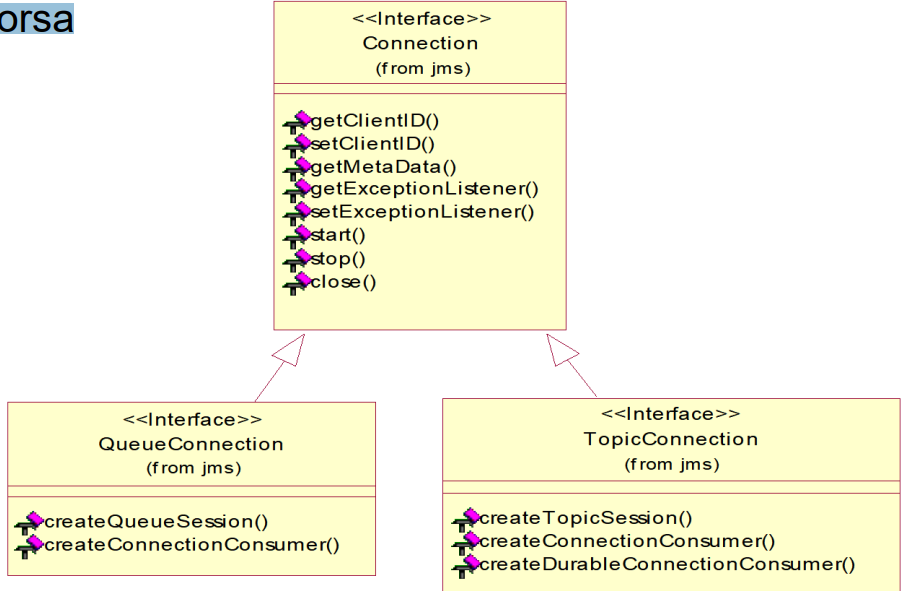 orsa
<<Interface>>
Connection
(from jms)
getClientID()
setClientID()
getMetaData()
getExceptionListener()
setExceptionListener()
start()
stop()
close()
<<Interface>>
QueueConnection
(from jms)
createQueueSession()
createConnectionConsumer()
<<Interface>>
TopicConnection
(from jms)
createTopicSession()
createConnectionConsumer()
createDurableConnectionConsumer()